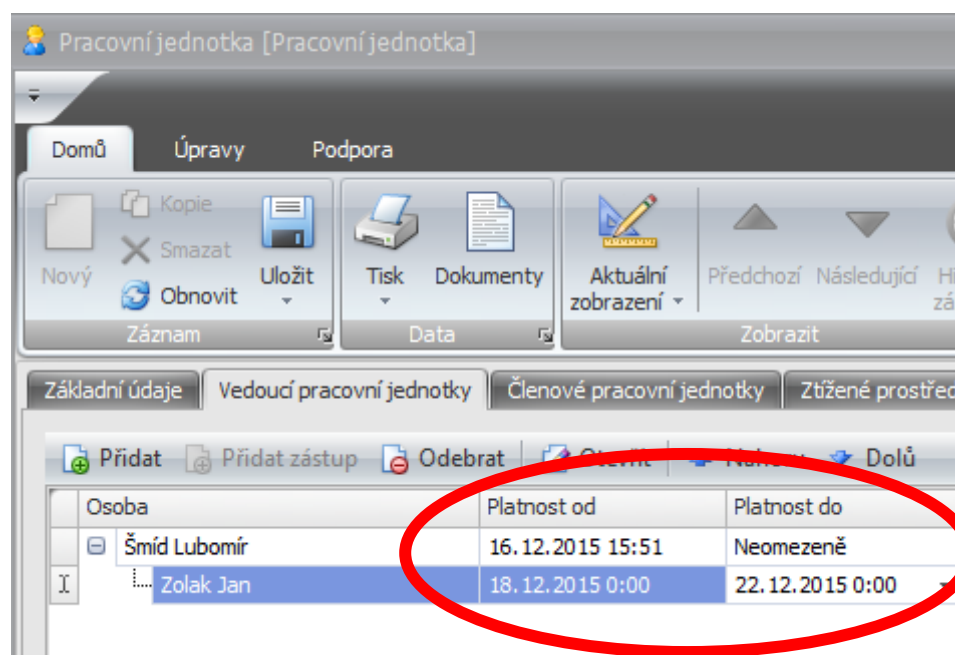 Pracovní jednotka [Pracovní jednotka]
Domů Úpravy Podpora
Nový Kopie Smazat Obnovit Uložit Tisk Dokumenty Aktuální zobrazení Předchozí Následující
Záznam Data Zobrazit
Základní údaje Vedoucí pracovní jednotky Členové pracovní jednotky Ztížené
Přidat Přidat zástup Odebrat Dolů
Osoba Platnost od Platnost do
Šmíd Lubomír 16.12.2015 15:51 Neomezeně
Zolak Jan 18.12.2015 0:00 22.12.2015 0:00